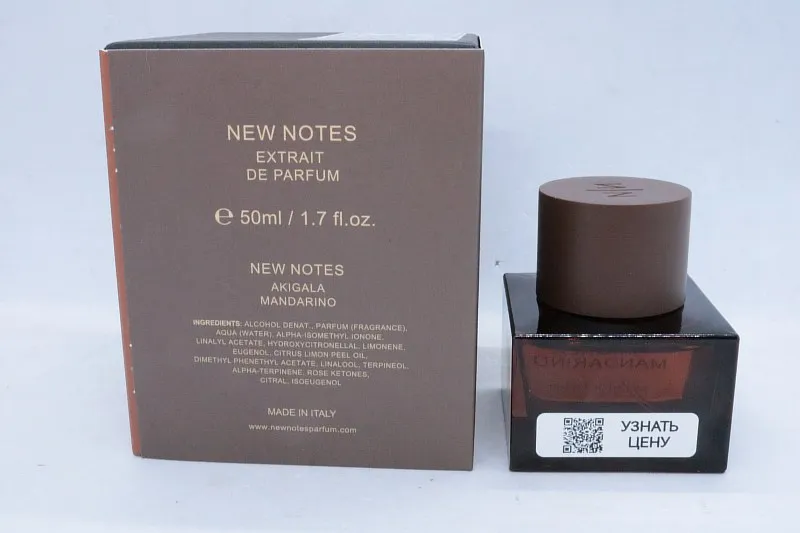 NEW NOTES
EXTRAIT
DE PARFUM
℮ 50ml / 1.7 fl.oz.
NEW NOTES
AKIGALA
MANDARINO
INGREDIENTS: ALCOHOL DENAT., PARFUM (FRAGRANCE),
AQUA (WATER), ALPHA-ISOMETHYL IONONE,
LINALYL ACETATE, HYDROXYCITRONELLAL, LIMONENE,
EUGENOL, CITRUS LIMON PEEL OIL,
DIMETHYL PHENETHYL ACETATE, LINALOOL, TERPINEOL,
ALPHA-TERPINENE, ROSE KETONES,
CITRAL, ISOEUGENOL
MADE IN ITALY
www.newnotesparfum.com
MANDARINO
УЗНАТЬ
ЦЕНУ